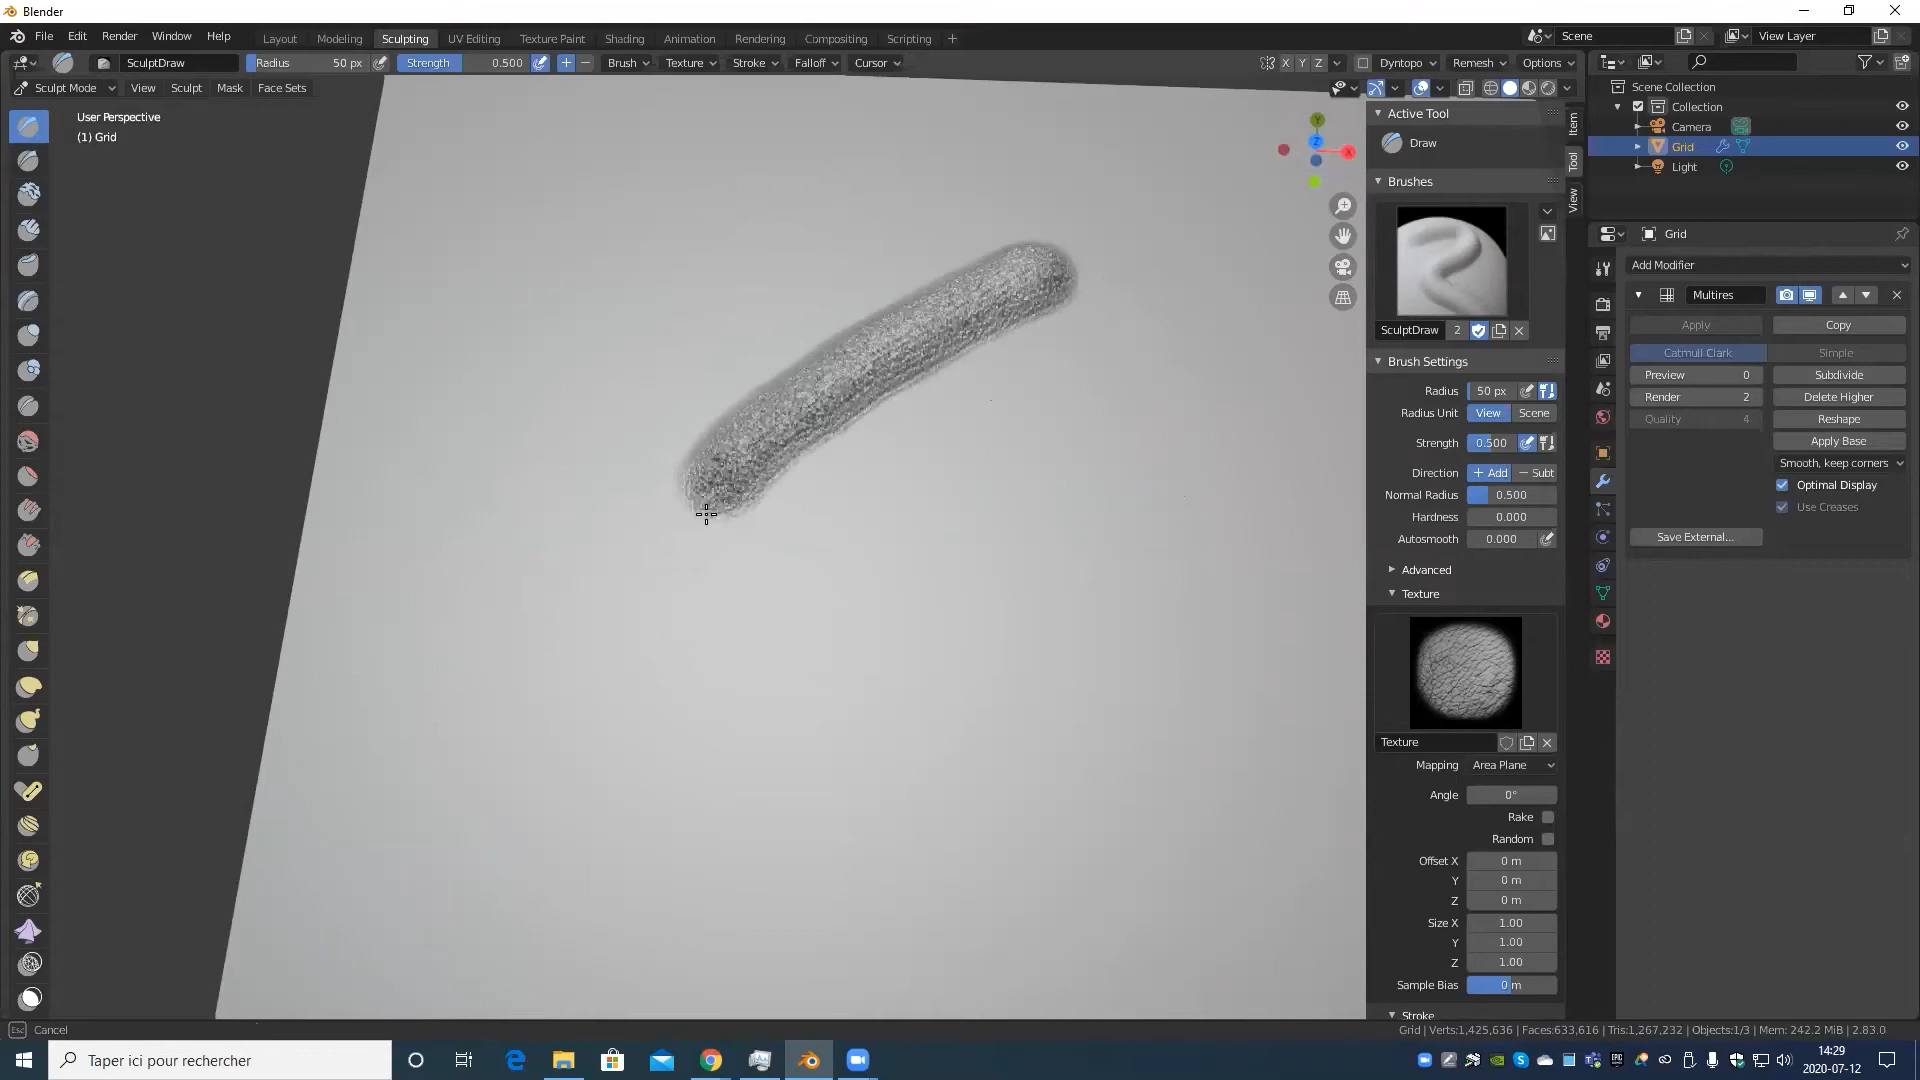 Blender
File Edit Render Window Help
Layout Modeling Sculpting UV Editing Texture Paint Shading Animation Rendering Compositing Scripting
Scene
View Layer
SculptDraw
Radius 50 px
Strength 0.500
Brush Texture Stroke Falloff Cursor
X Y Z Dyntopo Remesh Options
Sculpt Mode View Sculpt Mask Face Sets
User Perspective
(1) Grid
Y
Z
X
Active Tool
Draw
Brushes
SculptDraw 2
Brush Settings
Radius 50 px
Radius Unit View Scene
Strength 0.500
Direction Add Subt
Normal Radius 0.500
Hardness 0.000
Autosmooth 0.000
Advanced
Texture
Texture
Mapping Area Plane
Angle 0°
Rake
Random
Offset X 0 m
Y 0 m
Z 0 m
Size X 1.00
Y 1.00
Z 1.00
Sample Bias 0 m
Stroke
Item
Tool
View
Scene Collection
Collection
Camera
Grid
Light
Grid
Add Modifier
Multires
Apply Copy
Catmull Clark Simple
Preview 0 Subdivide
Render 2 Delete Higher
Quality 4 Reshape
Apply Base
Smooth, keep corners
Optimal Display
Use Creases
Save External...
Esc Cancel
Grid | Verts:1,425,636 | Faces:633,616 | Tris:1,267,232 | Objects:1/3 | Mem: 242.2 MiB | 2.83.0
Taper ici pour rechercher
14:29
2020-07-12